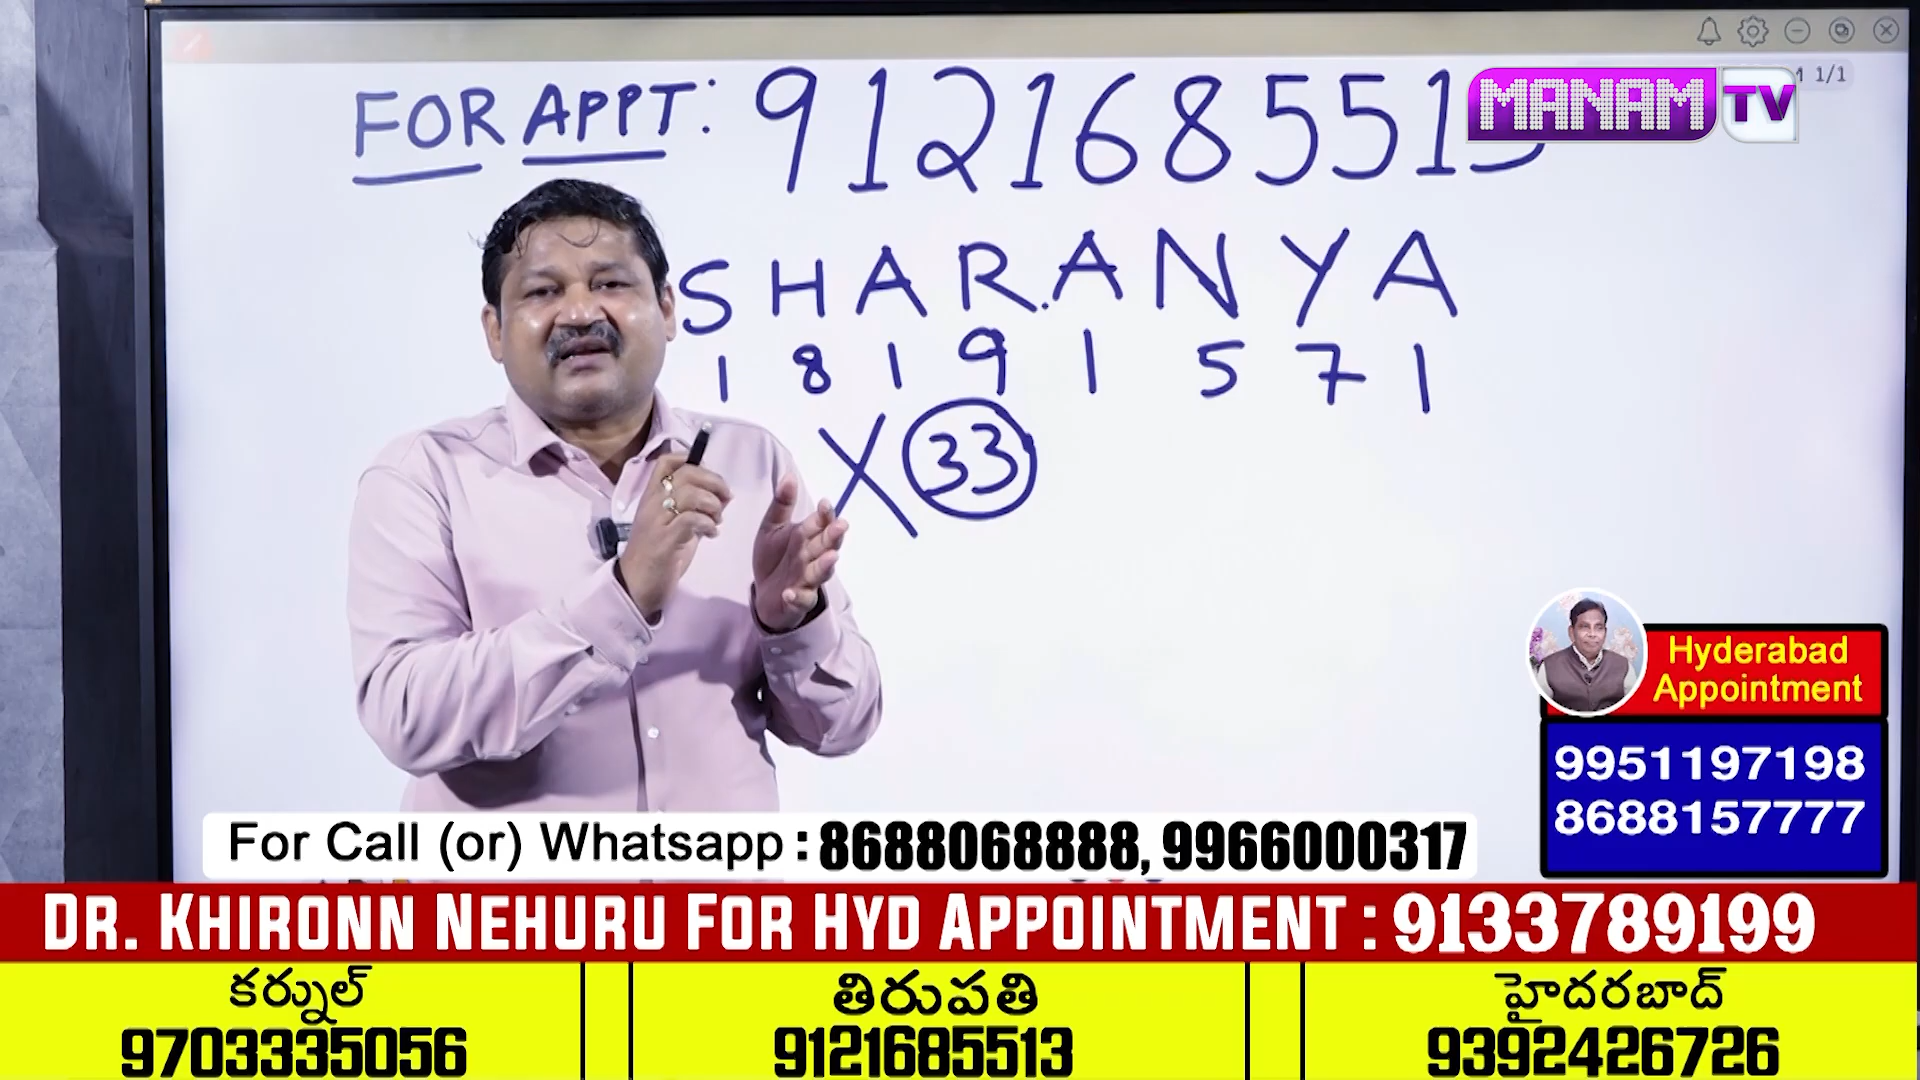 FOR APPT: 9121685513
M 1/1
MANAM TV
SHARANYA
1 8 1 9 1 5 7 1
X 33
Hyderabad
Appointment
9951197198
8688157777
For Call (or) Whatsapp : 8688068888, 9966000317
DR. KHIRONN NEHURU FOR HYD APPOINTMENT : 9133789199
కర్నుల్ తిరుపతి హైదరబాద్
9703335056 9121685513 9392426726